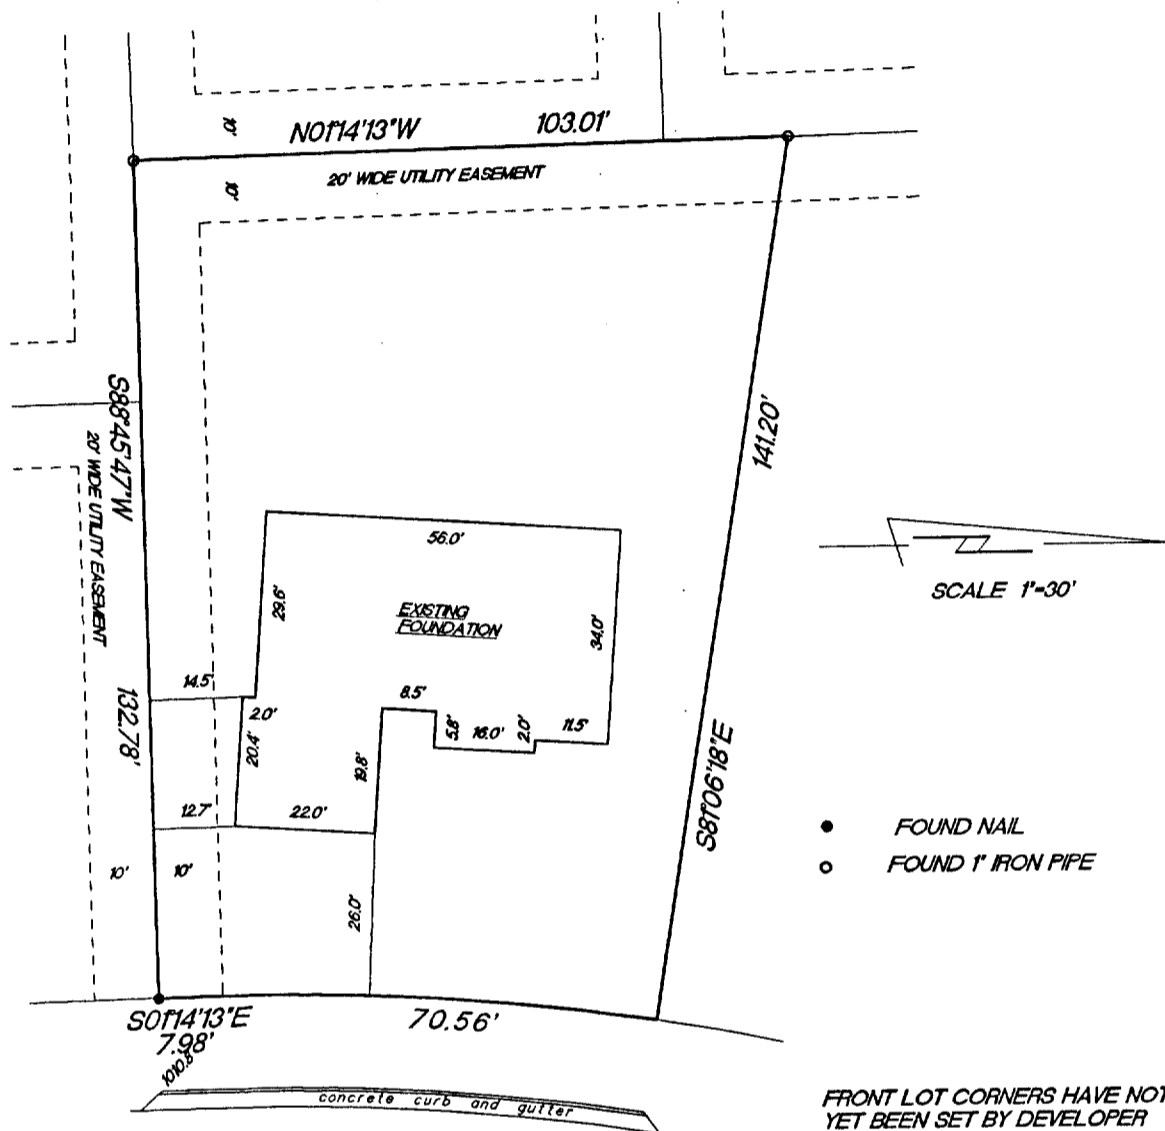 10'
N01°14'13"W
103.01'
10'
20' WIDE UTILITY EASEMENT
S88°45'47"W
20' WIDE UTILITY EASEMENT
132.78'
141.20'
S81°06'18"E
56.0'
29.6'
EXISTING
FOUNDATION
34.0'
SCALE 1"=30'
14.5'
2.0'
20.4'
8.5'
5.8'
16.0'
2.0'
11.5'
19.8'
12.7'
22.0'
10'
10'
26.0'
FOUND NAIL
FOUND 1" IRON PIPE
S01°14'13"E
7.98'
70.56'
concrete curb and gutter
FRONT LOT CORNERS HAVE NOT
YET BEEN SET BY DEVELOPER